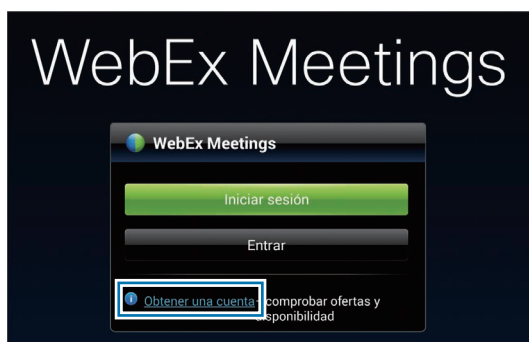 WebEx Meetings
WebEx Meetings
Iniciar sesión
Entrar
Obtener una cuenta - comprobar ofertas y
disponibilidad